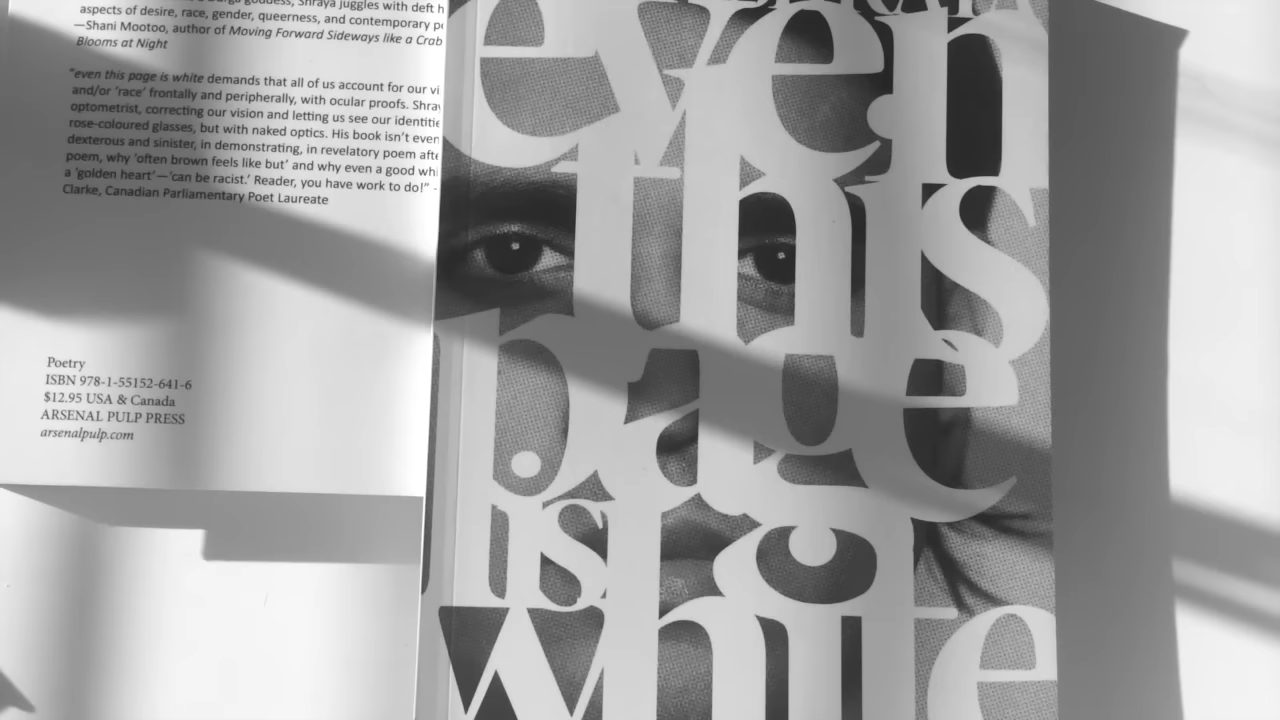 goddess, Shraya juggles with deft h
aspects of desire, race, gender, queerness, and contemporary p
—Shani Mootoo, author of Moving Forward Sideways like a Crab
Blooms at Night
"even this page is white demands that all of us account for our vi
and/or 'race' frontally and peripherally, with ocular proofs. Shray
optometrist, correcting our vision and letting us see our identitie
rose-coloured glasses, but with naked optics. His book isn't even
dexterous and sinister, in demonstrating, in revelatory poem afte
poem, why 'often brown feels like but' and why even a good whi
a 'golden heart'—'can be racist.' Reader, you have work to do!" -
Clarke, Canadian Parliamentary Poet Laureate
Poetry
ISBN 978-1-55152-641-6
$12.95 USA & Canada
ARSENAL PULP PRESS
arsenalpulp.com
even
this
page
is
white